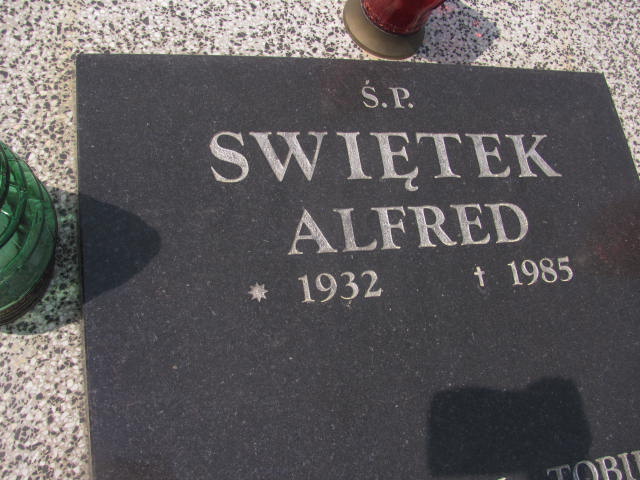 Ś.P.
SWIĘTEK
ALFRED
* 1932 † 1985